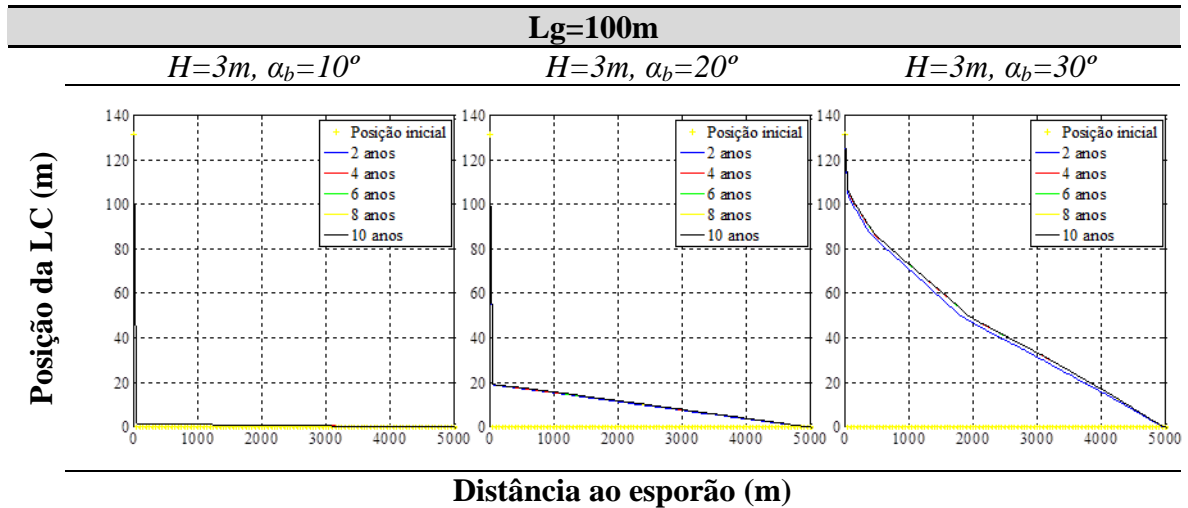 Lg=100m
H=3m, αb=10º
H=3m, αb=20º
H=3m, αb=30º
Posição da LC (m)
140
120
100
80
60
40
20
0
0 1000 2000 3000 4000 5000
Posição inicial
2 anos
4 anos
6 anos
8 anos
10 anos
140
120
100
80
60
40
20
0
0 1000 2000 3000 4000 5000
Posição inicial
2 anos
4 anos
6 anos
8 anos
10 anos
140
120
100
80
60
40
20
0
0 1000 2000 3000 4000 5000
Posição inicial
2 anos
4 anos
6 anos
8 anos
10 anos
Distância ao esporão (m)